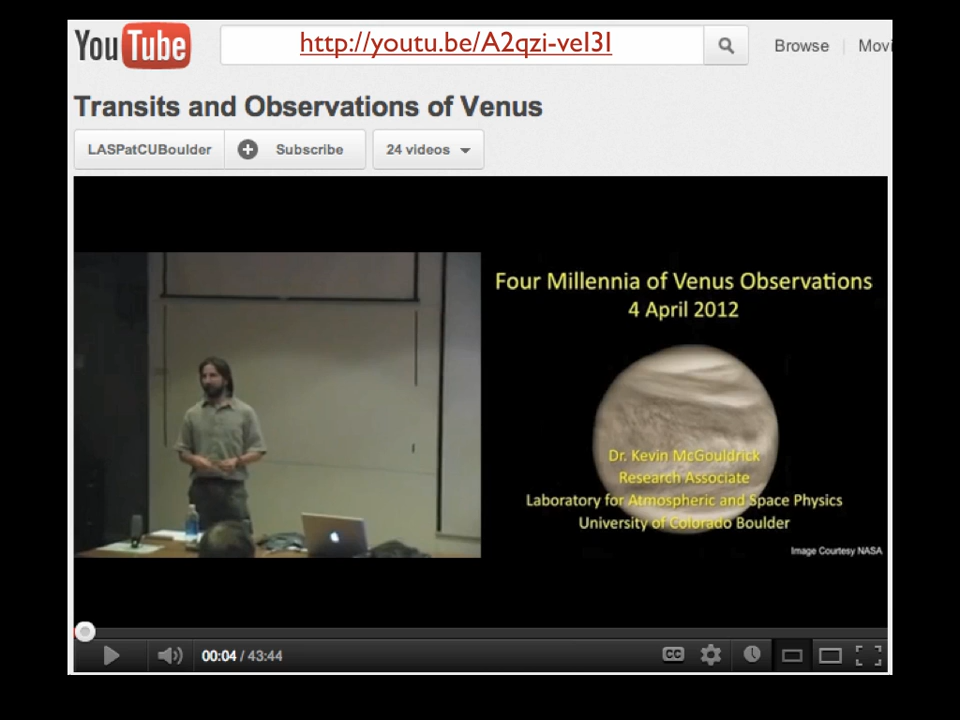 YouTube
http://youtu.be/A2qzi-veI3I
Browse
Movi
Transits and Observations of Venus
LASPatCUBoulder
Subscribe
24 videos
Four Millennia of Venus Observations
4 April 2012
Dr. Kevin McGouldrick
Research Associate
Laboratory for Atmospheric and Space Physics
University of Colorado Boulder
Image Courtesy NASA
00:04 / 43:44
CC